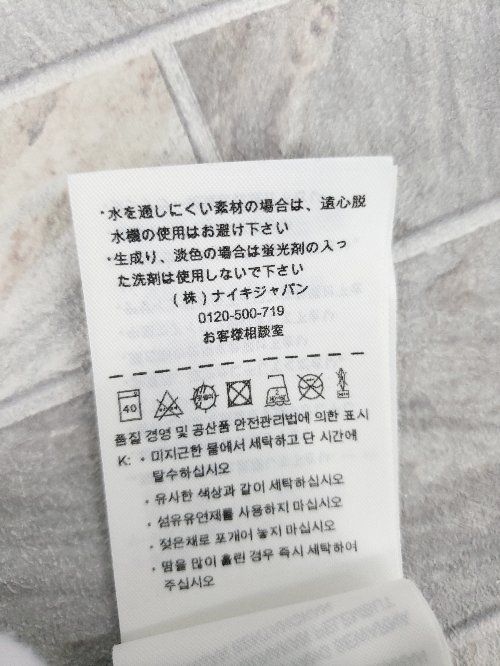 ・水を通しにくい素材の場合は、遠心脱
水機の使用はお避け下さい
・生成り、淡色の場合は蛍光剤の入っ
た洗剤は使用しないで下さい
(株)ナイキジャパン
0120-500-719
お客様相談室
40
품질 경영 및 공산품 안전관리법에 의한 표시
K: · 미지근한 물에서 세탁하고 단 시간에
탈수하십시오
· 유사한 색상과 같이 세탁하십시오
· 섬유유연제를 사용하지 마십시오
· 젖은채로 포개어 놓지 마십시오
· 땀을 많이 흘린 경우 즉시 세탁하여
주십시오